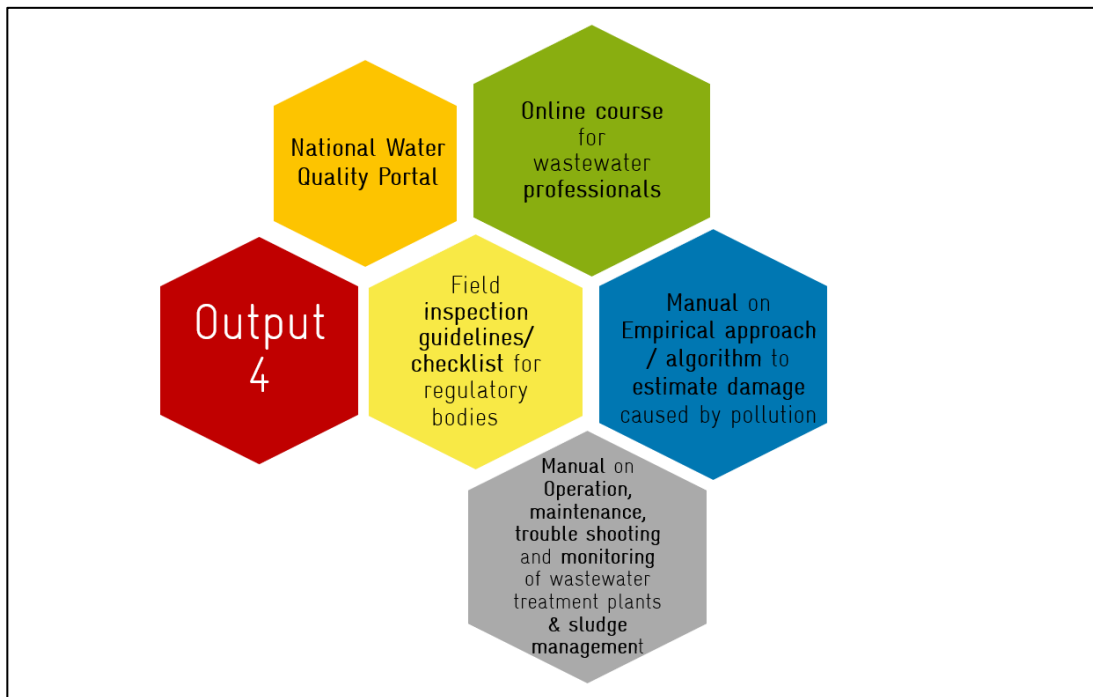 National Water
Quality Portal
Online course
for
wastewater
professionals
Output
4
Field
inspection
guidelines/
checklist for
regulatory
bodies
Manual on
Empirical approach
/ algorithm to
estimate damage
caused by pollution
Manual on
Operation,
maintenance,
trouble shooting
and monitoring
of wastewater
treatment plants
& sludge
management